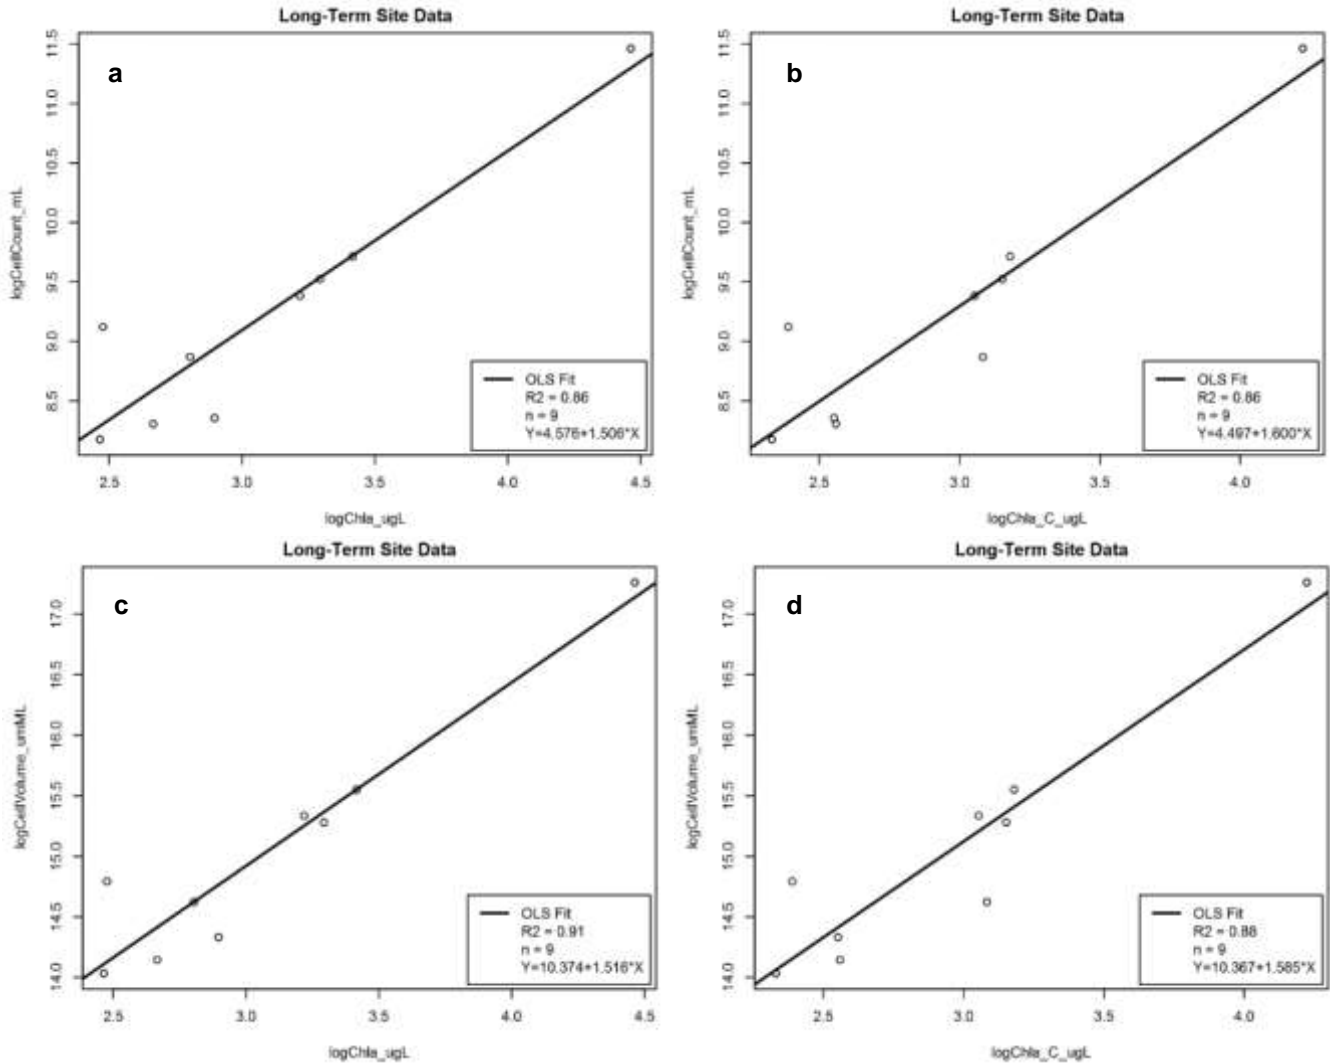 Long-Term Site Data
a
logCellCount_mL
11.5
11.0
10.5
10.0
9.5
9.0
8.5
OLS Fit
R2 = 0.86
n = 9
Y=4.576+1.506*X
2.5 3.0 3.5 4.0 4.5
logChla_ugL
Long-Term Site Data
b
logCellCount_mL
11.5
11.0
10.5
10.0
9.5
9.0
8.5
OLS Fit
R2 = 0.86
n = 9
Y=4.497+1.600*X
2.5 3.0 3.5 4.0
logChla_C_ugL
Long-Term Site Data
c
logCellVolume_umML
17.0
16.5
16.0
15.5
15.0
14.5
14.0
OLS Fit
R2 = 0.91
n = 9
Y=10.374+1.516*X
2.5 3.0 3.5 4.0 4.5
logChla_ugL
Long-Term Site Data
d
logCellVolume_umML
17.0
16.5
16.0
15.5
15.0
14.5
14.0
OLS Fit
R2 = 0.88
n = 9
Y=10.367+1.585*X
2.5 3.0 3.5 4.0
logChla_C_ugL